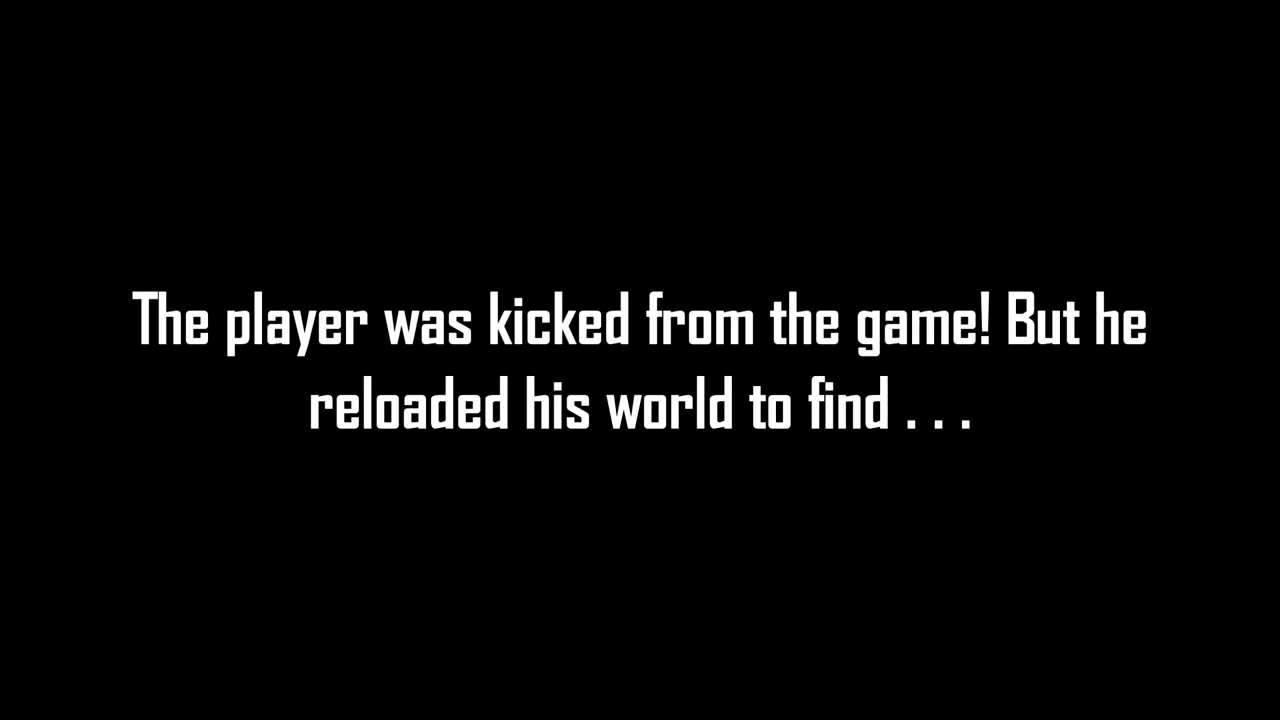 The player was kicked from the game! But he
reloaded his world to find . . .